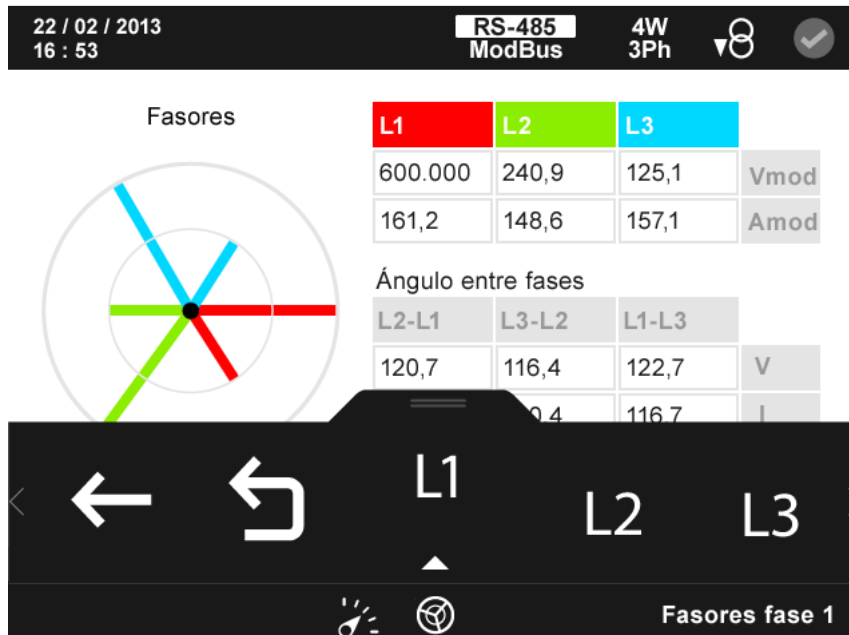 22 / 02 / 2013 RS-485 4W
16 : 53 ModBus 3Ph
Fasores
L1 L2 L3
600.000 240,9 125,1 Vmod
161,2 148,6 157,1 Amod
Ángulo entre fases
L2-L1 L3-L2 L1-L3
120,7 116,4 122,7 V
116,7 I
L1
L2 L3
Fasores fase 1